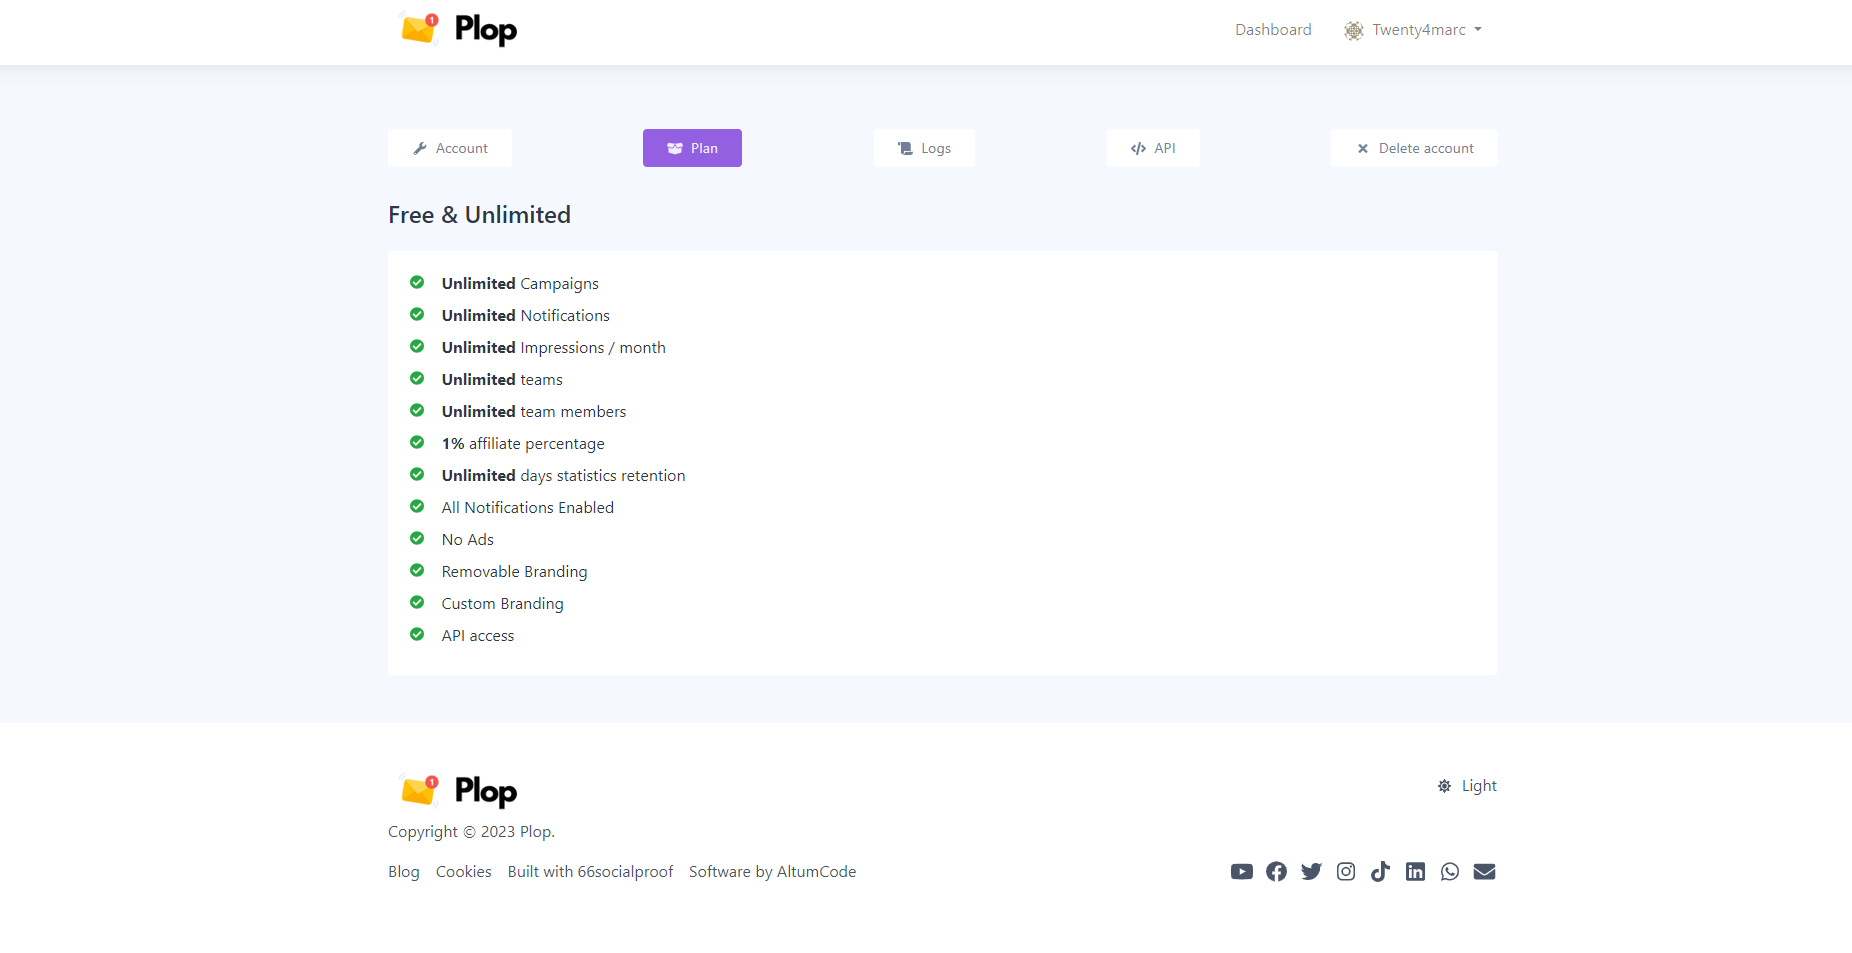 1 Plop
Dashboard
Twenty4marc
Account
Plan
Logs
API
Delete account
Free & Unlimited
Unlimited Campaigns
Unlimited Notifications
Unlimited Impressions / month
Unlimited teams
Unlimited team members
1% affiliate percentage
Unlimited days statistics retention
All Notifications Enabled
No Ads
Removable Branding
Custom Branding
API access
1 Plop
Light
Copyright © 2023 Plop.
Blog Cookies Built with 66socialproof Software by AltumCode